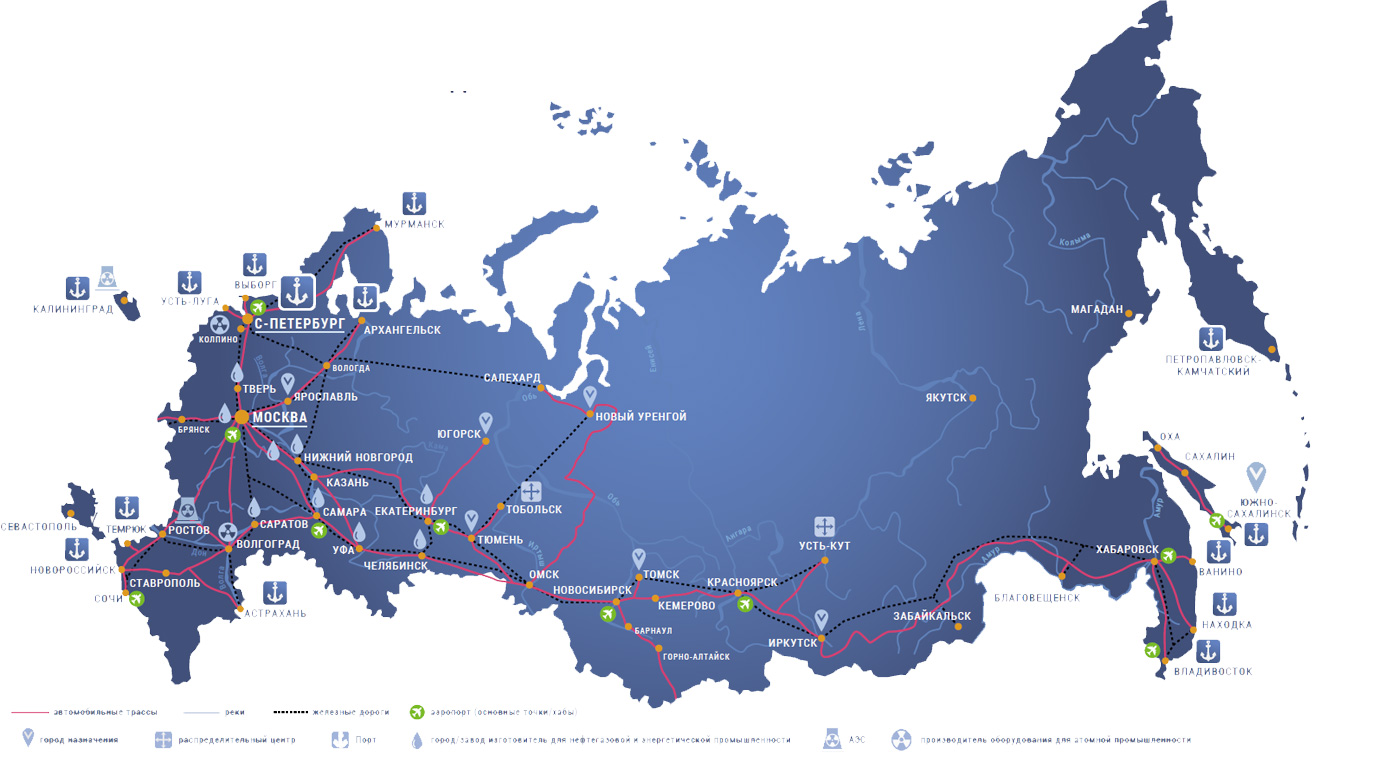 МУРМАНСК
ВЫБОРГ
УСТЬ-ЛУГА
КАЛИНИНГРАД
С-ПЕТЕРБУРГ
КОЛПИНО
АРХАНГЕЛЬСК
ВОЛОГДА
Волга
ТВЕРЬ
ЯРОСЛАВЛЬ
МОСКВА
БРЯНСК
САЛЕХАРД
Обь
НОВЫЙ УРЕНГОЙ
Енисей
Лена
Колыма
МАГАДАН
ПЕТРОПАВЛОВСК-
КАМЧАТСКИЙ
ЯКУТСК
ЮГОРСК
Кама
НИЖНИЙ НОВГОРОД
КАЗАНЬ
ОХА
САХАЛИН
ЮЖНО-
САХАЛИНСК
Амур
СЕВАСТОПОЛЬ
ТЕМРЮК
РОСТОВ
САМАРА
САРАТОВ
ЕКАТЕРИНБУРГ
ТОБОЛЬСК
Обь
Ангара
УСТЬ-КУТ
ВОЛГОГРАД
Дон
УФА
ТЮМЕНЬ
Иртыш
ЧЕЛЯБИНСК
ХАБАРОВСК
Амур
ВАНИНО
НОВОРОССИЙСК
СТАВРОПОЛЬ
Волга
СОЧИ
АСТРАХАНЬ
ОМСК
НОВОСИБИРСК
ТОМСК
КЕМЕРОВО
КРАСНОЯРСК
БЛАГОВЕЩЕНСК
ЗАБАЙКАЛЬСК
НАХОДКА
БАРНАУЛ
ИРКУТСК
ГОРНО-АЛТАЙСК
ВЛАДИВОСТОК
автомобильные трассы
реки
железные дороги
аэропорт (основные точки/хабы)
город назначения
распределительный центр
Порт
город/завод изготовитель для нефтегазовой и энергетической промышленности
АЭС
производитель оборудования для атомной промышленности